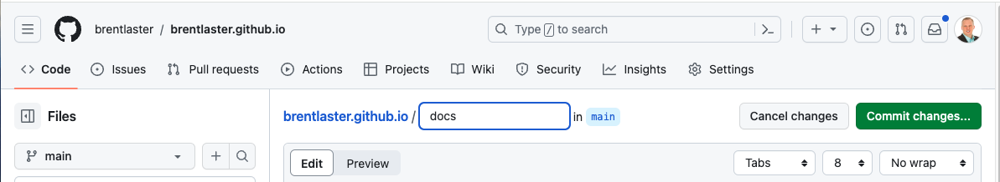 brentlaster / brentlaster.github.io Type / to search
Code Issues Pull requests Actions Projects Wiki Security Insights Settings
Files brentlaster.github.io / docs in main Cancel changes Commit changes...
main Edit Preview Tabs 8 No wrap